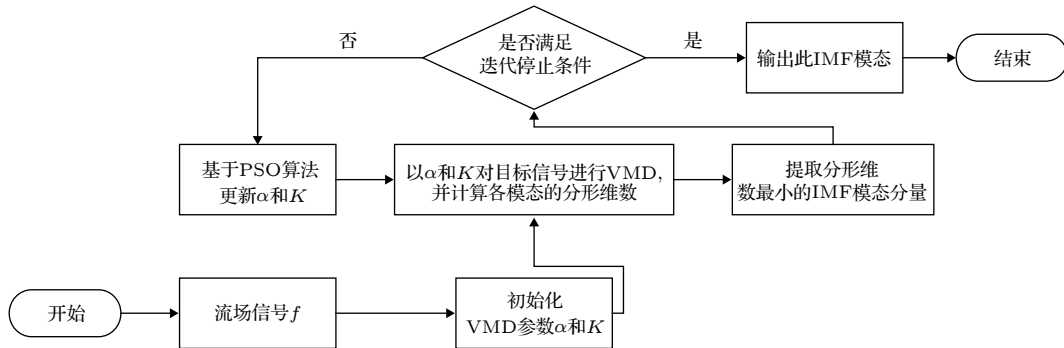 否
是否满足
迭代停止条件
是
输出此IMF模态
结束
基于PSO算法
更新α和K
以α和K对目标信号进行VMD，
并计算各模态的分形维数
提取分形维
数最小的IMF模态分量
开始
流场信号f
初始化
VMD参数α和K